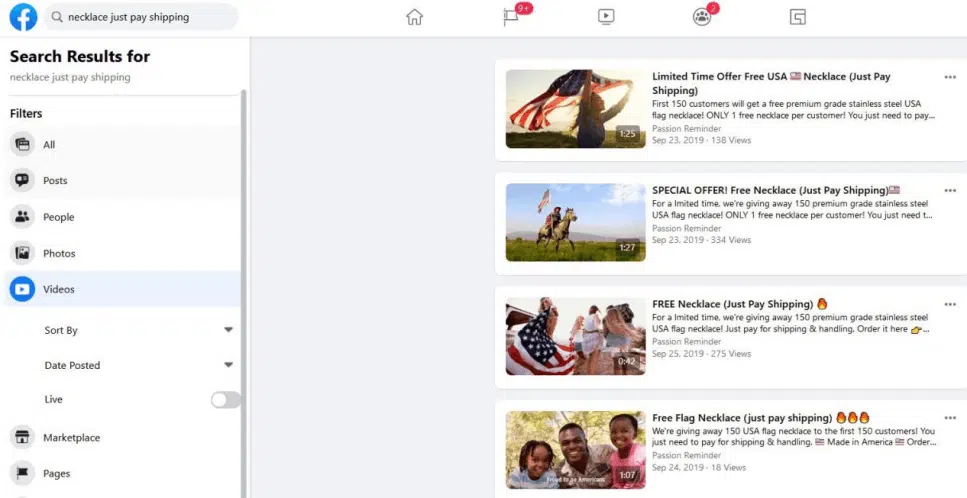 necklace just pay shipping
9+
7
Search Results for
necklace just pay shipping
Filters
All
Posts
People
Photos
Videos
Sort By
Date Posted
Live
Marketplace
Pages
Limited Time Offer Free USA 🇺🇸 Necklace (Just Pay
Shipping)
First 150 customers will get a free premium grade stainless steel USA
flag necklace! ONLY 1 free necklace per customer! You just need to pay...
Passion Reminder
Sep 23, 2019 · 138 Views
1:25
SPECIAL OFFER! Free Necklace (Just Pay Shipping)🇺🇸
For a lmited time, we're giving away 150 premium grade stainless steel
USA flag necklace! ONLY 1 free necklace per customer! You just need t...
Passion Reminder
Sep 23, 2019 · 334 Views
1:27
FREE Necklace (Just Pay Shipping) 🔥
For a lmited time, we're giving away 150 premium grade stainless steel
USA flag necklace! Just pay for shipping & handling. Order it here 👉...
Passion Reminder
Sep 25, 2019 · 275 Views
0:42
Free Flag Necklace (just pay shipping) 🔥🔥🔥
We're giving away 150 USA flag necklace to the first 150 customers! You
just need to pay for shipping & handling. 🇺🇸 Made in America 🇺🇸 Order...
Passion Reminder
Sep 24, 2019 · 18 Views
Proud to be Americans
1:07